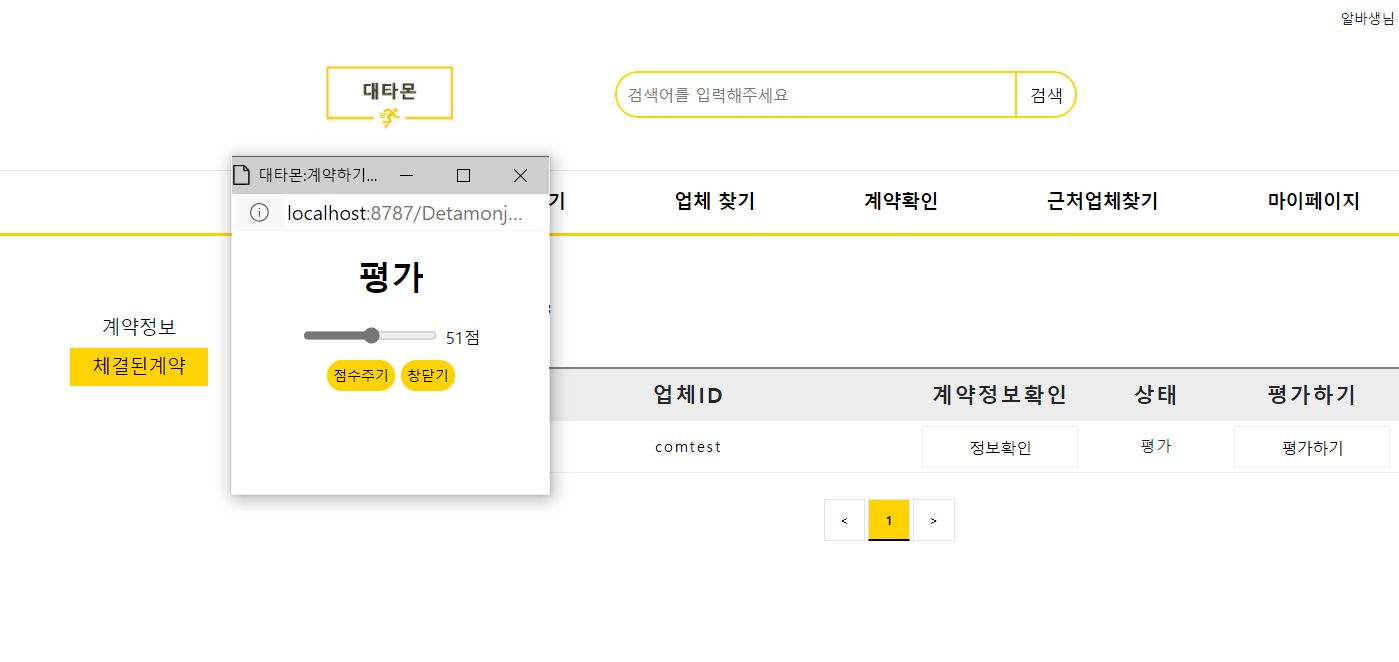 알바생님
대타몬
검색어를 입력해주세요
검색
대타몬:계약하기...
localhost:8787/Detamonj...
평가
51점
점수주기
창닫기
기
업체 찾기
계약확인
근처업체찾기
마이페이지
계약정보
체결된계약
업체ID
계약정보확인
상태
평가하기
comtest
정보확인
평가
평가하기
<
1
>